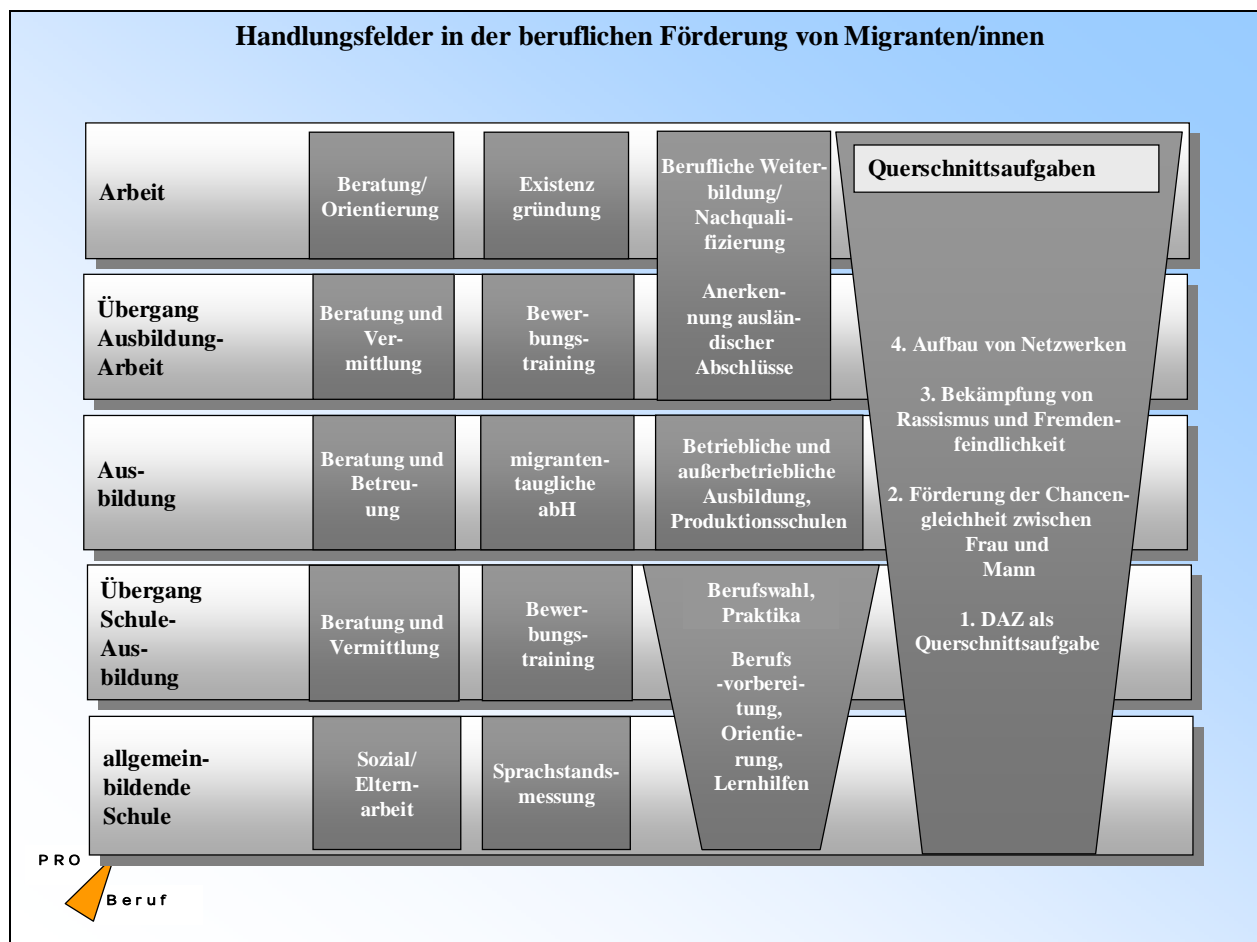 Handlungsfelder in der beruflichen Förderung von Migranten/innen
Arbeit
Beratung/
Orientierung
Existenz
gründung
Berufliche Weiter-
bildung/
Nachquali-
fizierung
Anerken-
nung auslän-
discher
Abschlüsse
Querschnittsaufgaben
4. Aufbau von Netzwerken
3. Bekämpfung von
Rassismus und Fremden-
feindlichkeit
2. Förderung der Chancen-
gleichheit zwischen
Frau und
Mann
1. DAZ als
Querschnittsaufgabe
Übergang
Ausbildung-
Arbeit
Beratung und
Ver-
mittlung
Bewer-
bungs-
training
Aus-
bildung
Beratung und
Betreu-
ung
migranten-
taugliche
abH
Betriebliche und
außerbetriebliche
Ausbildung,
Produktionsschulen
Übergang
Schule-
Aus-
bildung
Beratung und
Vermittlung
Bewer-
bungs-
training
Berufswahl,
Praktika
Berufs
-vorberei-
tung,
Orientie-
rung,
Lernhilfen
allgemein-
bildende
Schule
Sozial/
Eltern-
arbeit
Sprachstands-
messung
PRO
Beruf